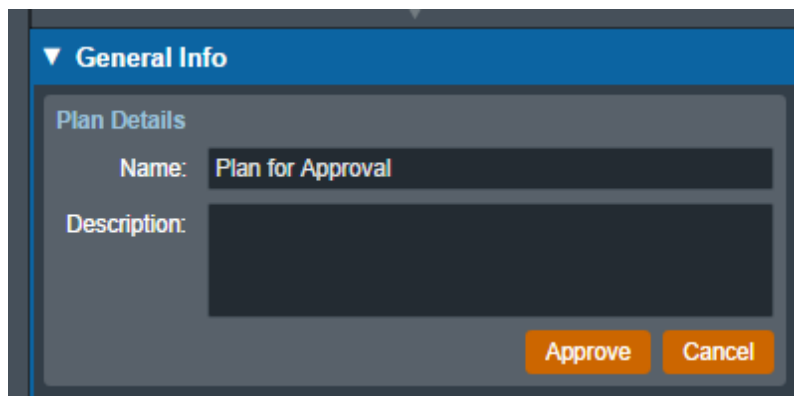 General Info
Plan Details
Name: Plan for Approval
Description:
Approve Cancel